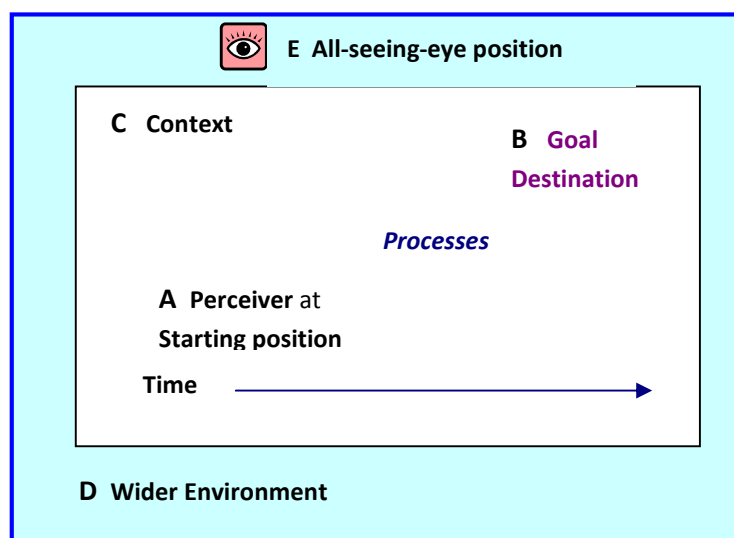 E All-seeing-eye position
C Context
B Goal
Destination
Processes
A Perceiver at
Starting position
Time
D Wider Environment